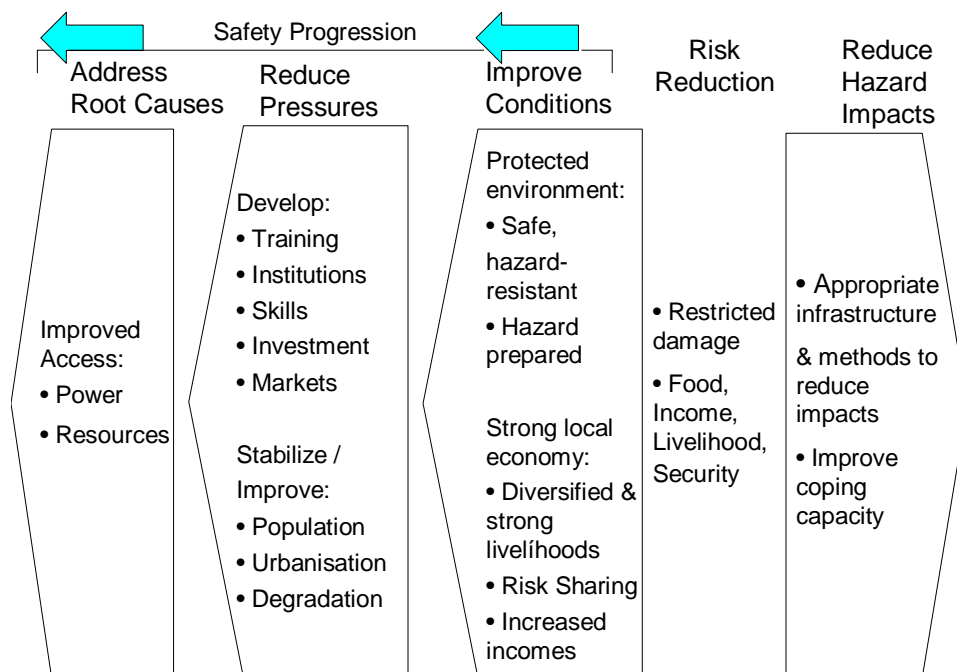 Safety Progression
Address
Root Causes
Reduce
Pressures
Improve
Conditions
Risk
Reduction
Reduce
Hazard
Impacts
Improved
Access:
• Power
• Resources
Develop:
• Training
• Institutions
• Skills
• Investment
• Markets
Stabilize /
Improve:
• Population
• Urbanisation
• Degradation
Protected
environment:
• Safe,
hazard-
resistant
• Hazard
prepared
Strong local
economy:
• Diversified &
strong
livelíhoods
• Risk Sharing
• Increased
incomes
• Restricted
damage
• Food,
Income,
Livelihood,
Security
• Appropriate
infrastructure
& methods to
reduce
impacts
• Improve
coping
capacity